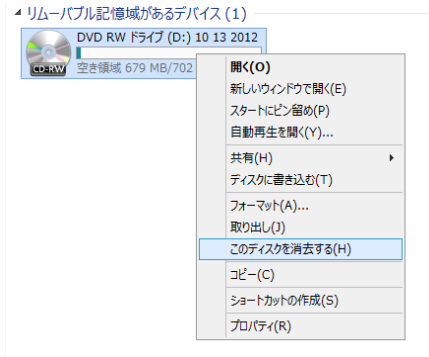 リムーバブル記憶域があるデバイス (1)
DVD RW ドライブ (D:) 10 13 2012
CD-RW
空き領域 679 MB/702
開く(O)
新しいウィンドウで開く(E)
スタートにピン留め(P)
自動再生を開く(Y)...
共有(H)
ディスクに書き込む(T)
フォーマット(A)...
取り出し(J)
このディスクを消去する(H)
コピー(C)
ショートカットの作成(S)
プロパティ(R)